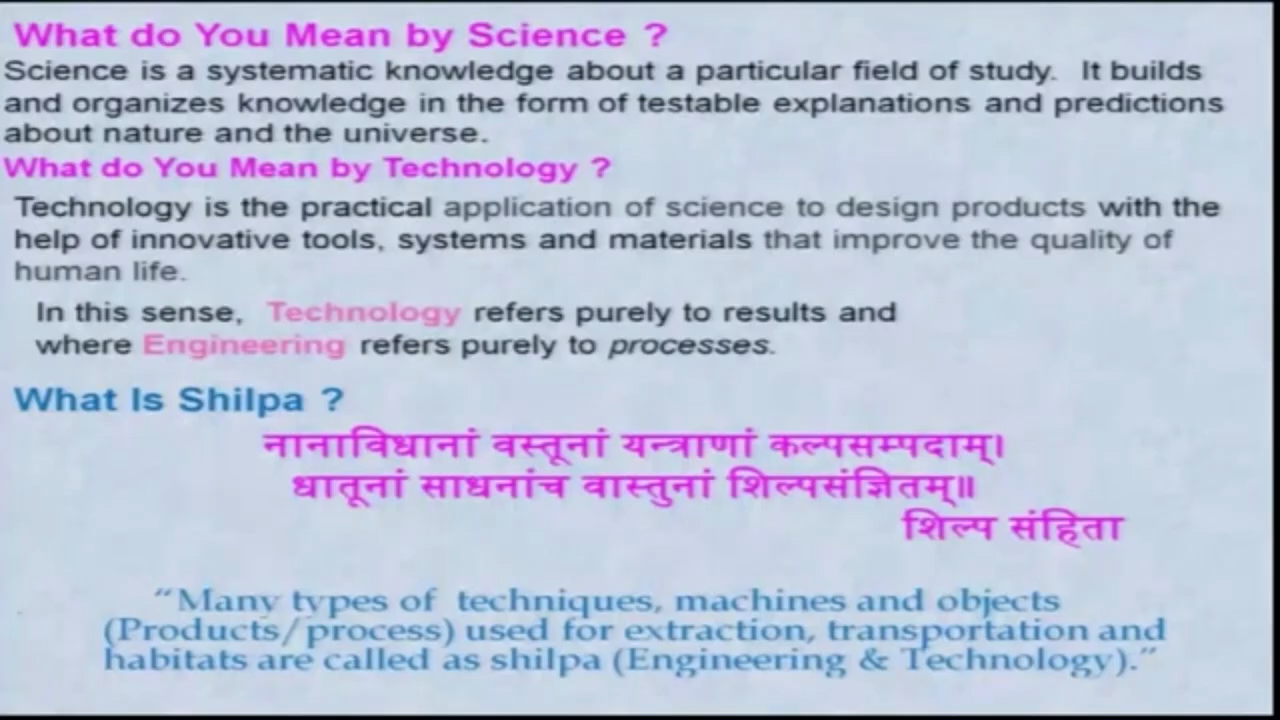 What do You Mean by Science ?
Science is a systematic knowledge about a particular field of study. It builds
and organizes knowledge in the form of testable explanations and predictions
about nature and the universe.
What do You Mean by Technology ?
Technology is the practical application of science to design products with the
help of innovative tools, systems and materials that improve the quality of
human life.
In this sense, Technology refers purely to results and
where Engineering refers purely to processes.
What Is Shilpa ?
नानाविधानां वस्तूनां यन्त्राणां कल्पसम्पदाम्।
धातूनां साधनांच वास्तुनां शिल्पसंज्ञितम्॥
शिल्प संहिता
“Many types of techniques, machines and objects
(Products/process) used for extraction, transportation and
habitats are called as shilpa (Engineering & Technology).”